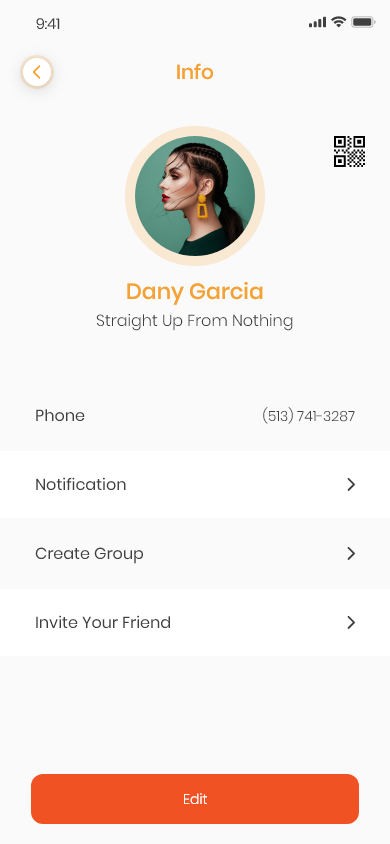 9:41
Info
Dany Garcia
Straight Up From Nothing
Phone (513) 741-3287
Notification
Create Group
Invite Your Friend
Edit